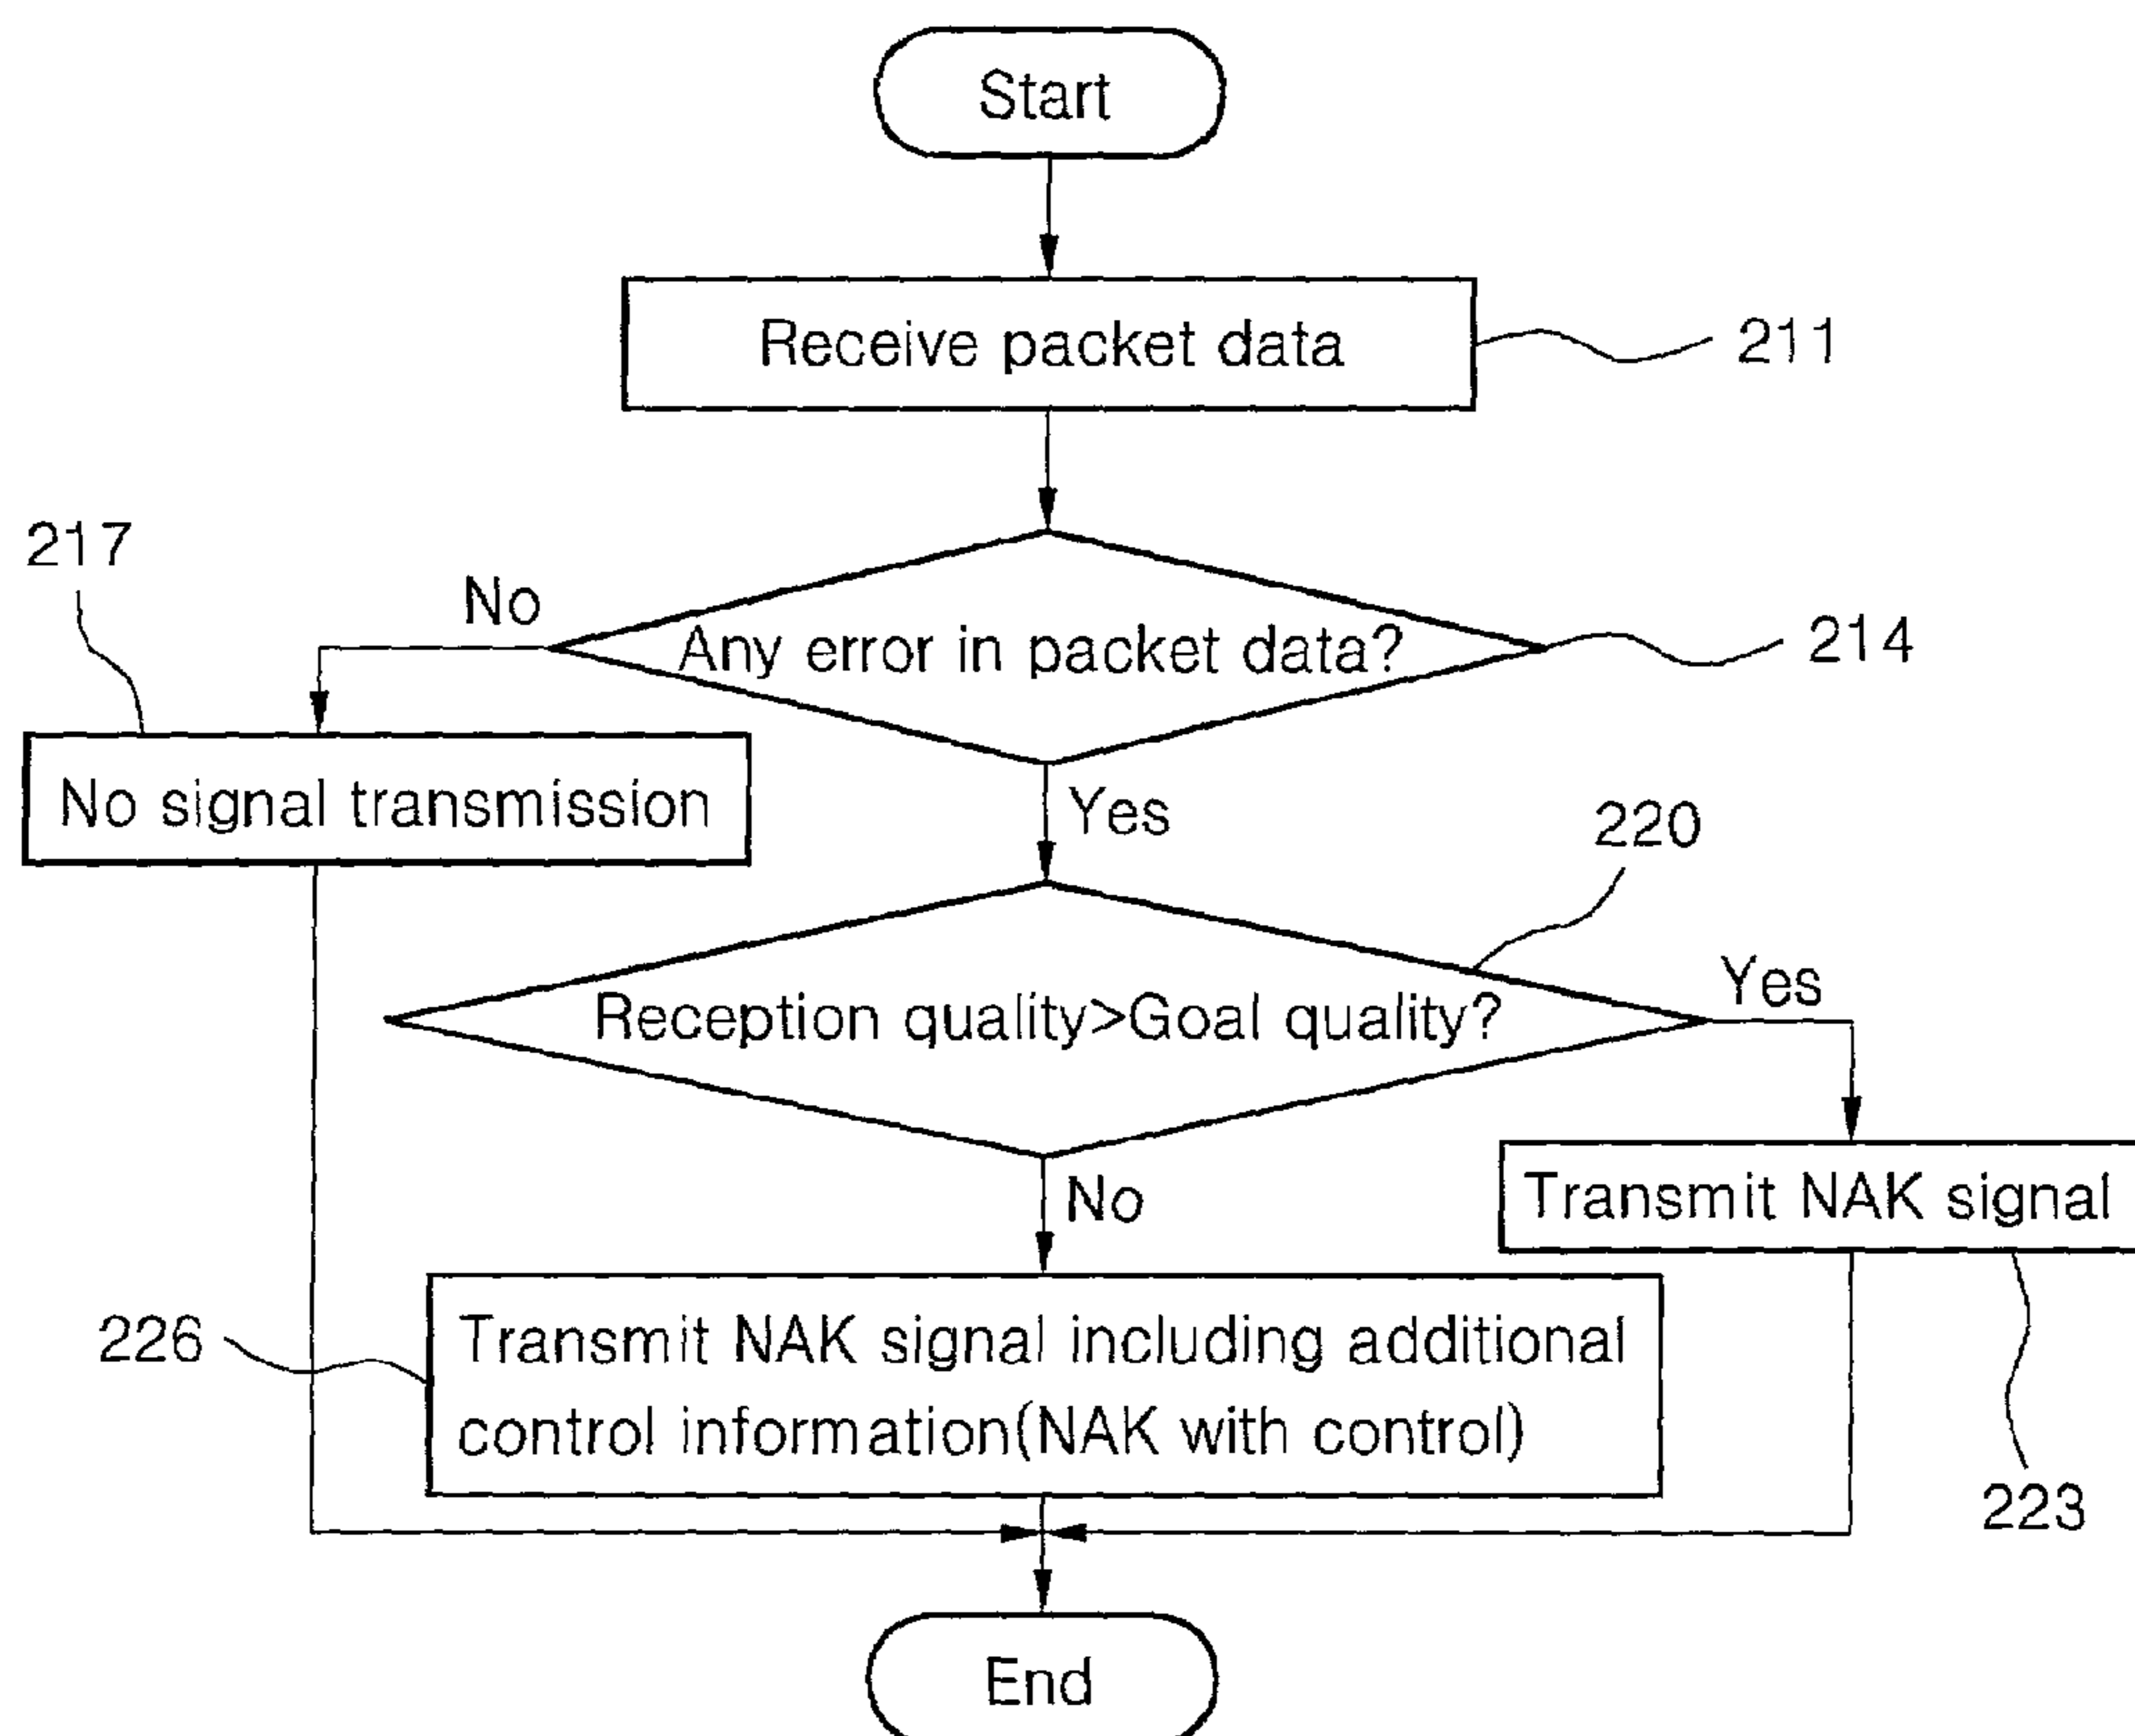 Start
Receive packet data
211
217
No
Any error in packet data?
214
No signal transmission
Yes
220
Reception quality>Goal quality?
Yes
No
Transmit NAK signal
226
Transmit NAK signal including additional
control information(NAK with control)
223
End